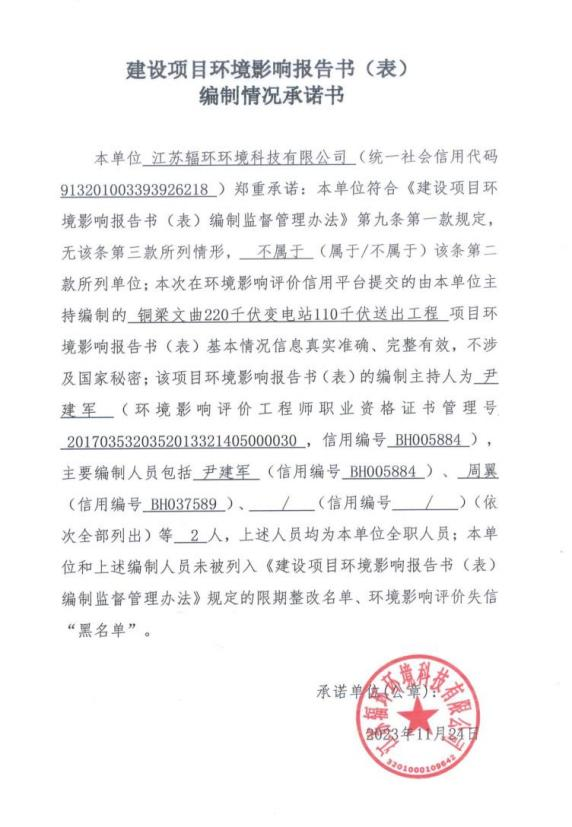 建设项目环境影响报告书（表）
编制情况承诺书
本单位 江苏辐环环境科技有限公司（统一社会信用代码
913201003393926218）郑重承诺：本单位符合《建设项目环
境影响报告书（表）编制监督管理办法》第九条第一款规定，
无该条第三款所列情形， 不属于 （属于/不属于）该条第二
款所列单位；本次在环境影响评价信用平台提交的由本单位主
持编制的 铜梁文曲220千伏变电站110千伏送出工程 项目环
境影响报告书（表）基本情况信息真实准确、完整有效，不涉
及国家秘密；该项目环境影响报告书（表）的编制主持人为 尹
建军 （环境影响评价工程师职业资格证书管理号
2017035320352013321405000030 ，信用编号 BH005884 ），
主要编制人员包括 尹建军 （信用编号 BH005884 ）、 周翼
（信用编号 BH037589 ）、 / （信用编号 / ）（依
次全部列出）等 2 人，上述人员均为本单位全职人员；本单
位和上述编制人员未被列入《建设项目环境影响报告书（表）
编制监督管理办法》规定的限期整改名单、环境影响评价失信
“黑名单”。
承诺单位(公章)：
2023年11月24日
江苏辐环环境科技有限公司
3201000109642